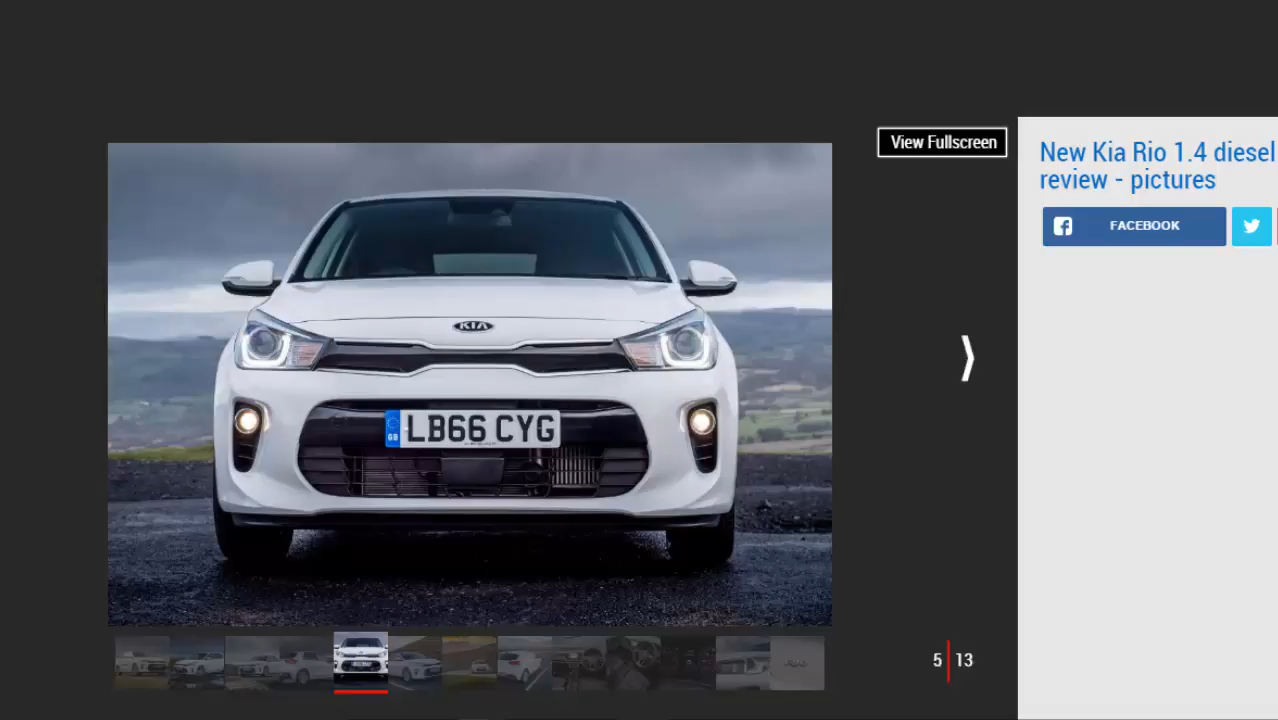 View Fullscreen
New Kia Rio 1.4 diesel
review - pictures
FACEBOOK
KIA
GB
LB66 CYG
5 13